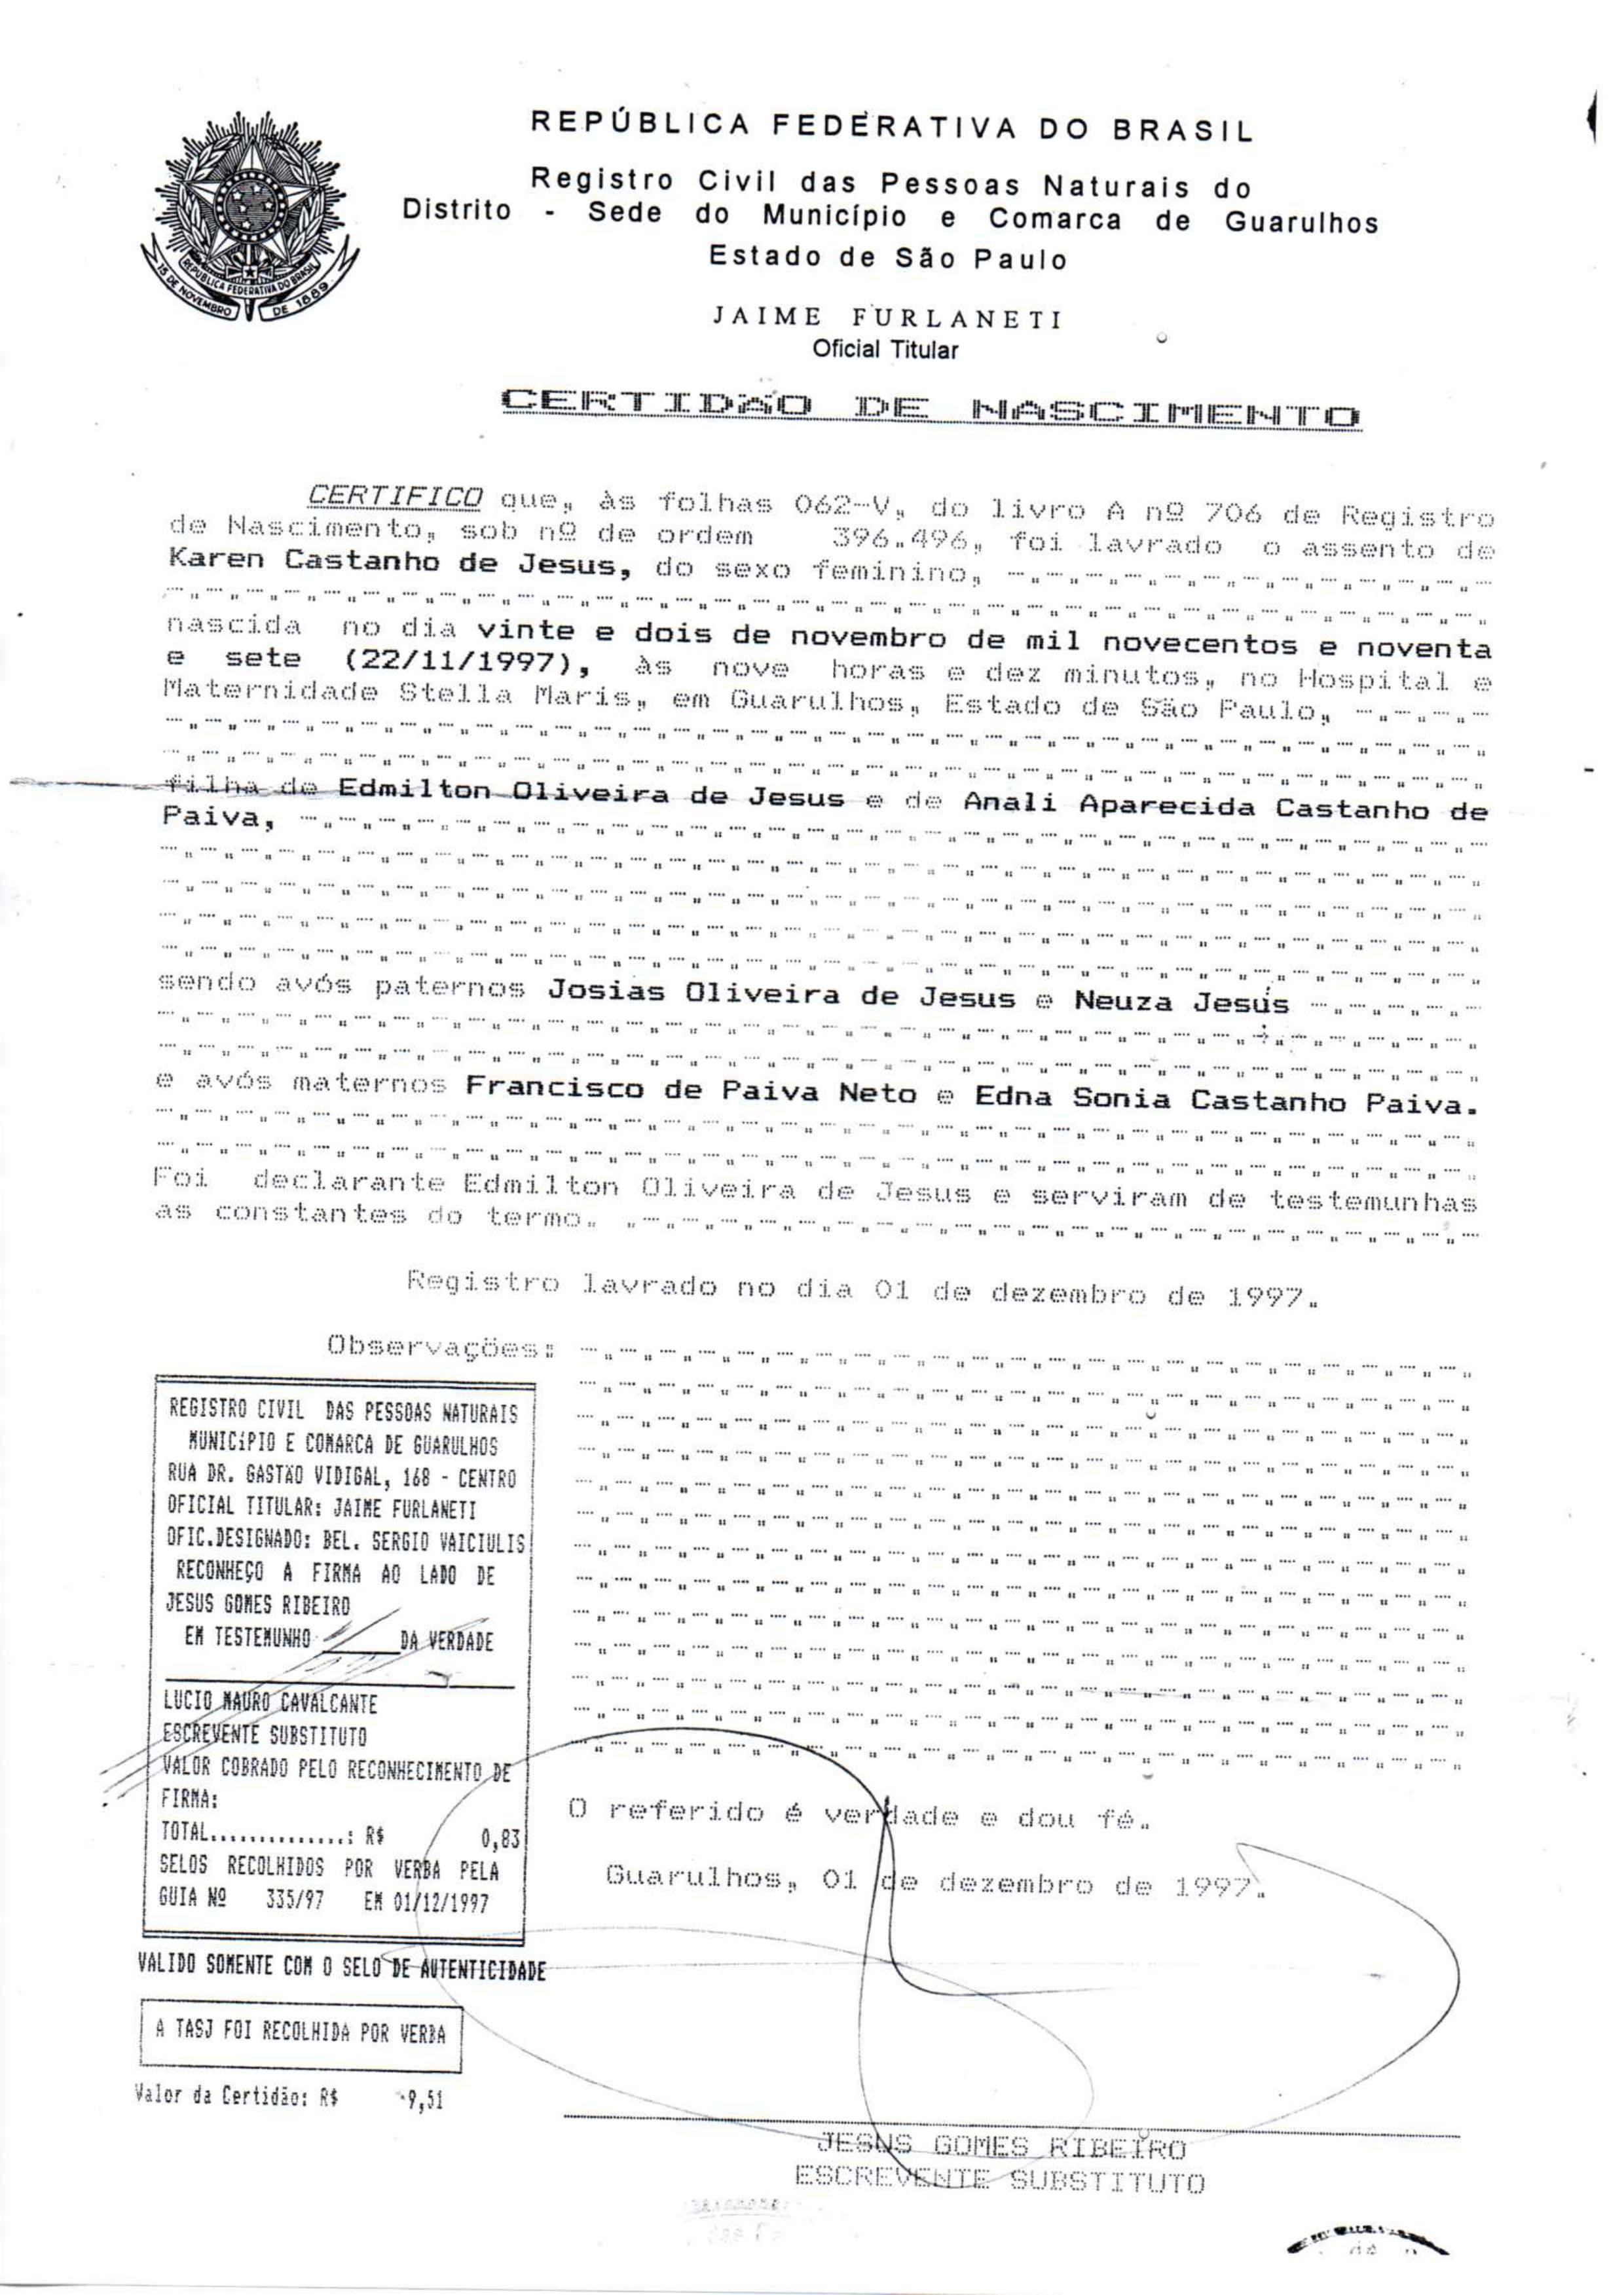 REPÚBLICA FEDERATIVA DO BRASIL
Registro Civil das Pessoas Naturais do
Distrito - Sede do Município e Comarca de Guarulhos
Estado de São Paulo
15 DE NOVEMBRO
REPUBLICA FEDERATIVA DO BRASIL
DE 1889
JAIME FURLANETI
Oficial Titular
CERTIDÃO DE NASCIMENTO
CERTIFICO que, às folhas 062-V, do livro A nº 706 de Registro
de Nascimento, sob nº de ordem 396.496, foi lavrado o assento de
Karen Castanho de Jesus, do sexo feminino,
nascida no dia vinte e dois de novembro de mil novecentos e noventa
e sete (22/11/1997), às nove horas e dez minutos, no Hospital e
Maternidade Stella Maris, em Guarulhos, Estado de São Paulo,
filha de Edmilton Oliveira de Jesus e de Anali Aparecida Castanho de
Paiva,
sendo avós paternos Josias Oliveira de Jesus e Neuza Jesus
e avós maternos Francisco de Paiva Neto e Edna Sonia Castanho Paiva.
Foi declarante Edmilton Oliveira de Jesus e serviram de testemunhas
as constantes do termo.
Registro lavrado no dia 01 de dezembro de 1997.
Observações:
REGISTRO CIVIL DAS PESSOAS NATURAIS
MUNICíPIO E COMARCA DE GUARULHOS
RUA DR. GASTÃO VIDIGAL, 168 - CENTRO
OFICIAL TITULAR: JAIME FURLANETI
OFIC.DESIGNADO: BEL. SERGIO VAICIULIS
RECONHEÇO A FIRMA AO LADO DE
JESUS GOMES RIBEIRO
EM TESTEMUNHO ______ DA VERDADE
LUCIO MAURO CAVALCANTE
ESCREVENTE SUBSTITUTO
VALOR COBRADO PELO RECONHECIMENTO DE
FIRMA:
TOTAL..............: R$ 0,83
SELOS RECOLHIDOS POR VERBA PELA
GUIA Nº 335/97 EM 01/12/1997
VALIDO SOMENTE COM O SELO DE AUTENTICIDADE
A TASJ FOI RECOLHIDA POR VERBA
Valor da Certidão: R$ 9,51
O referido é verdade e dou fé.
Guarulhos, 01 de dezembro de 1997.
JESUS GOMES RIBEIRO
ESCREVENTE SUBSTITUTO